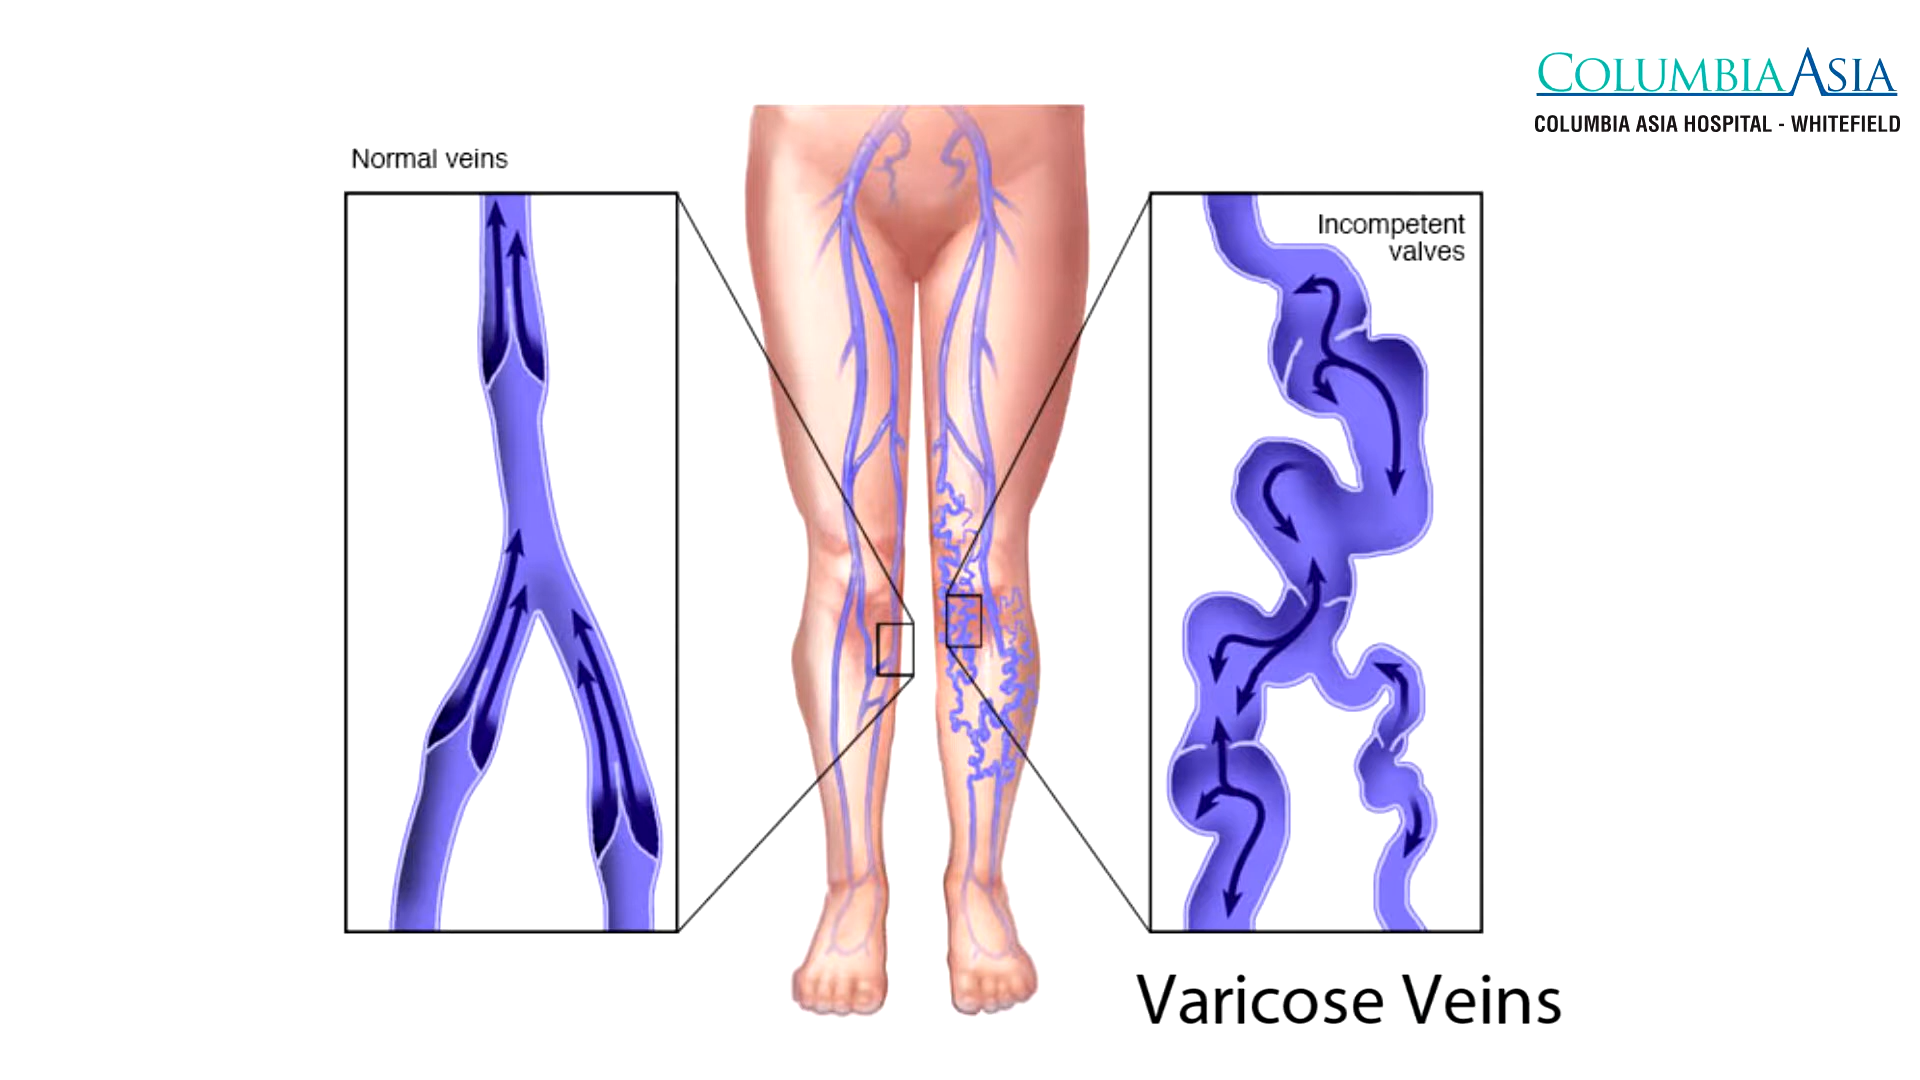 COLUMBIA ASIA
COLUMBIA ASIA HOSPITAL - WHITEFIELD
Normal veins
Incompetent
valves
Varicose Veins